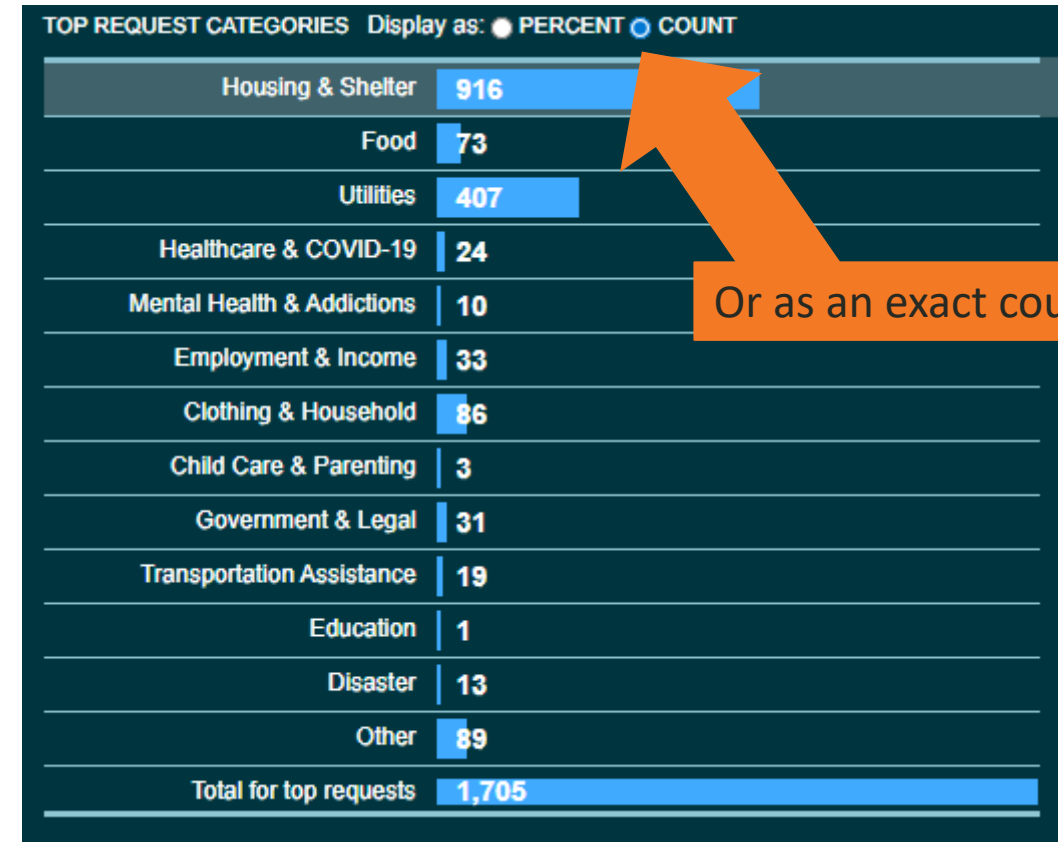 TOP REQUEST CATEGORIES Display as: PERCENT COUNT
Housing & Shelter 916
Food 73
Utilities 407
Healthcare & COVID-19 24
Mental Health & Addictions 10
Or as an exact
Employment & Income 33
Clothing & Household 86
Child Care & Parenting 3
Government & Legal 31
Transportation Assistance 19
Education 1
Disaster 13
Other 89
Total for top requests 1,705